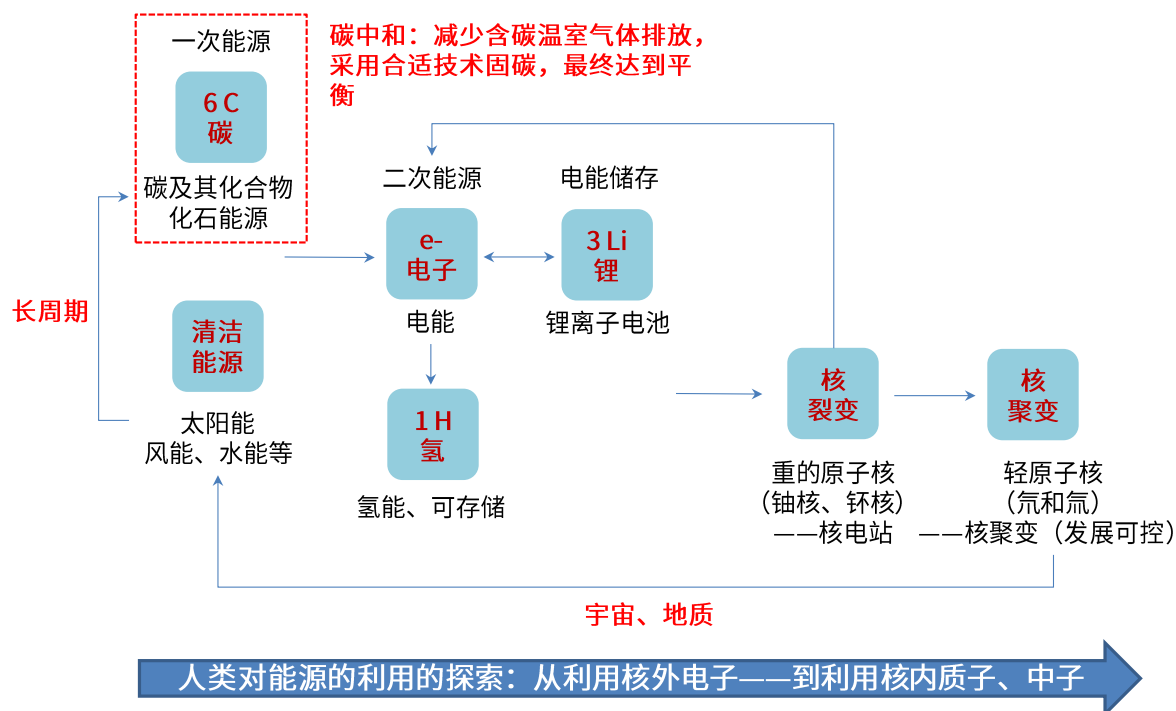 一次能源
6 C
碳
碳及其化合物
化石能源
碳中和：减少含碳温室气体排放，
采用合适技术固碳，最终达到平
衡
二次能源
e-
电子
电能
电能储存
3 Li
锂
锂离子电池
长周期
清洁
能源
太阳能
风能、水能等
1 H
氢
氢能、可存储
核
裂变
重的原子核
（铀核、钚核）
——核电站
核
聚变
轻原子核
（氘和氚）
——核聚变（发展可控）
宇宙、地质
人类对能源的利用的探索：从利用核外电子——到利用核内质子、中子